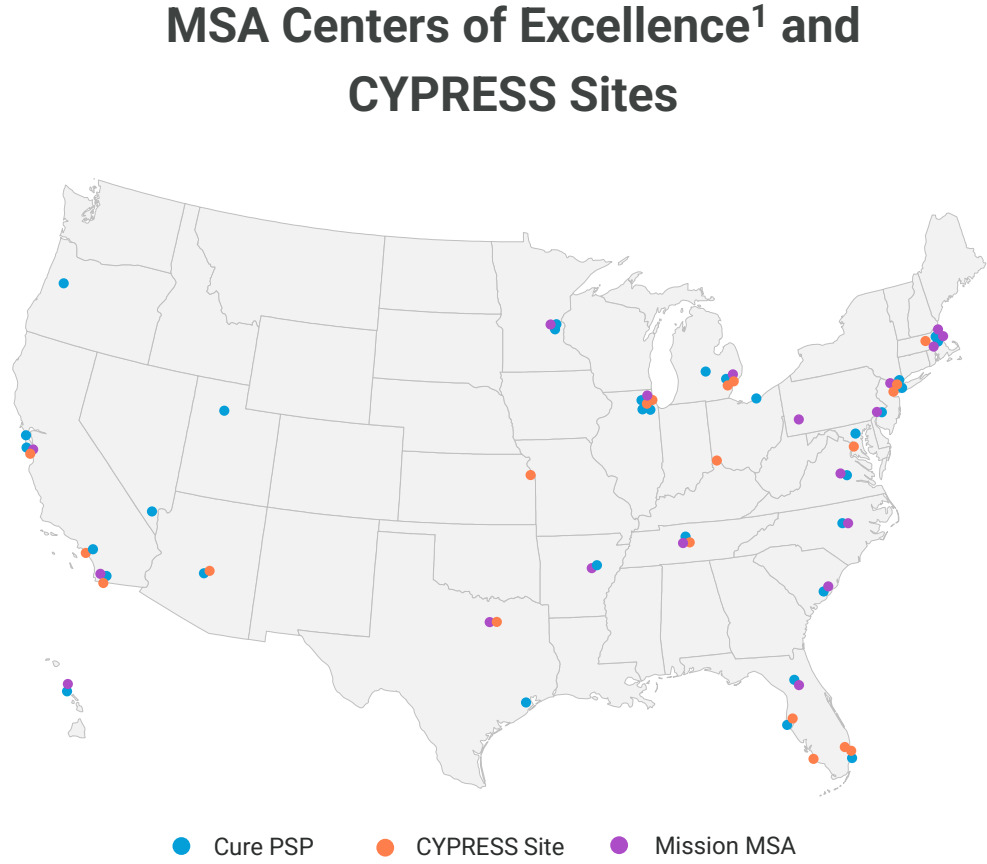 MSA Centers of Excellence¹ and
CYPRESS Sites
Cure PSP CYPRESS Site Mission MSA